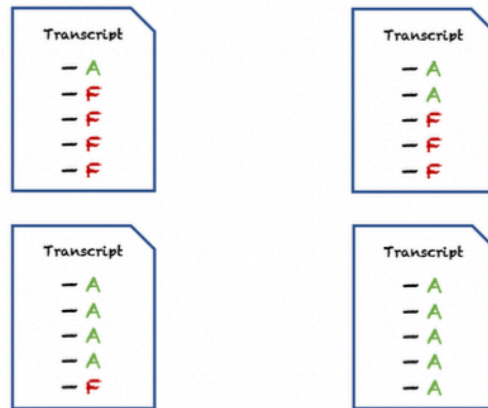 Transcript
– A
– F
– F
– F
– F
Transcript
– A
– A
– F
– F
– F
Transcript
– A
– A
– A
– A
– F
Transcript
– A
– A
– A
– A
– A